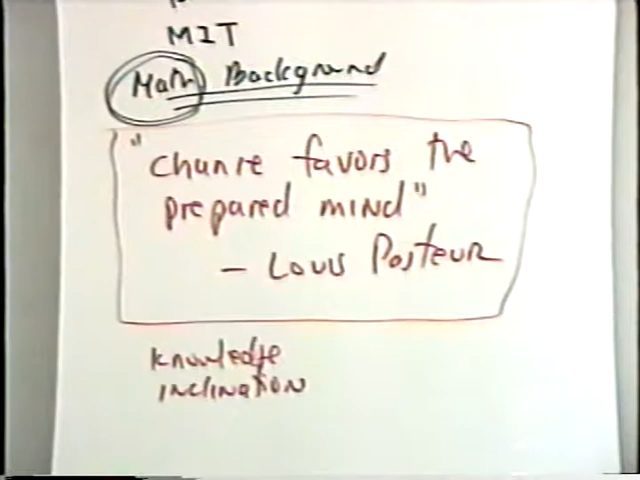 MIT
Math Background
"chance favors the
prepared mind"
- Louis Pasteur
knowledge
inclination